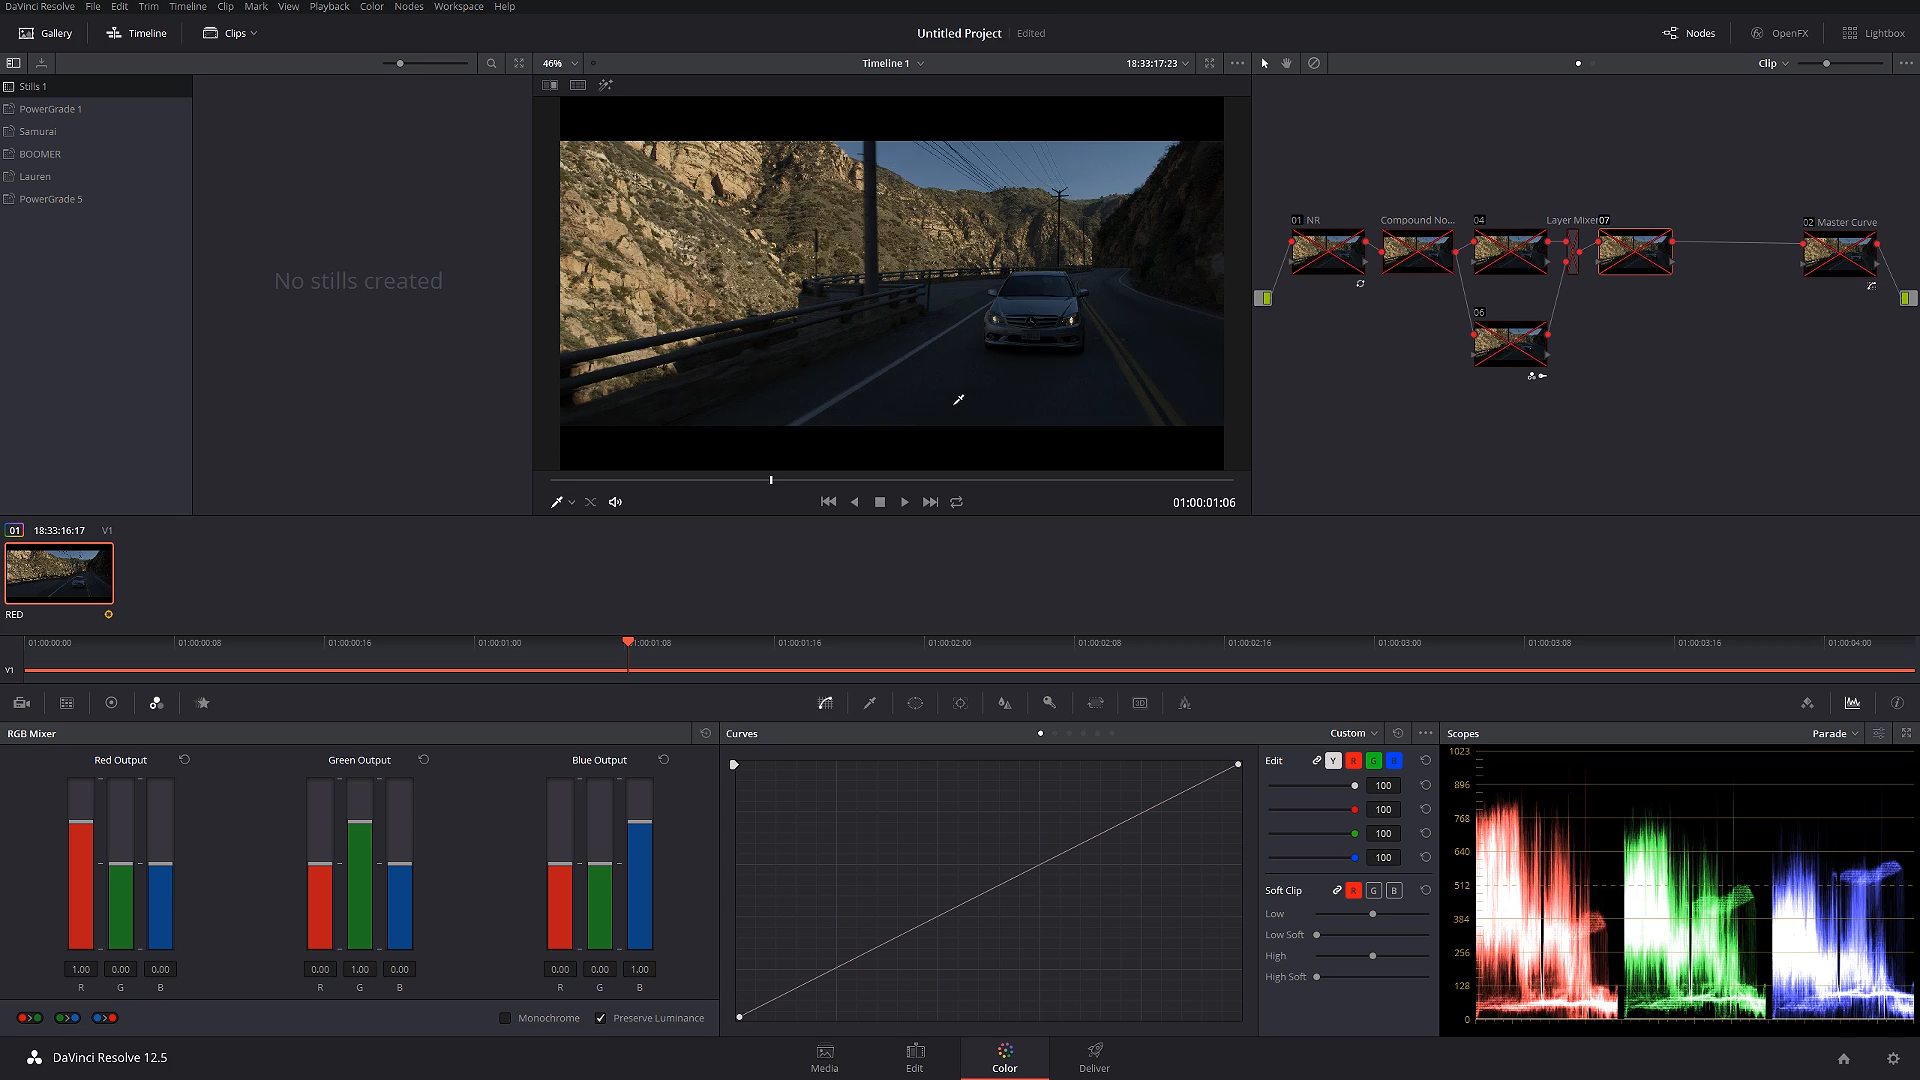 DaVinci Resolve File Edit Trim Timeline Clip Mark View Playback Color Nodes Workspace Help
Gallery Timeline Clips
Untitled Project Edited
Nodes OpenFX Lightbox
46% Timeline 1 18:33:17:23
Clip
Stills 1
PowerGrade 1
Samurai
BOOMER
Lauren
PowerGrade 5
No stills created
01 NR Compound No... 04 Layer Mixer 07 02 Master Curve
06
01:00:01:06
01 18:33:16:17 V1
RED
01:00:00:00 01:00:00:08 01:00:00:16 01:00:01:00 1:00:01:08 01:00:01:16 01:00:02:00 01:00:02:08 01:00:02:16 01:00:03:00 01:00:03:08 01:00:03:16 01:00:04:00
V1
3D
RGB Mixer
Red Output Green Output Blue Output
1.00 0.00 0.00 0.00 1.00 0.00 0.00 0.00 1.00
R G B R G B R G B
Monochrome Preserve Luminance
Curves Custom
Edit Y R G B
100
100
100
100
Soft Clip R G B
Low
Low Soft
High
High Soft
Scopes Parade
1023
896
768
640
512
384
256
128
0
DaVinci Resolve 12.5
Media Edit Color Deliver